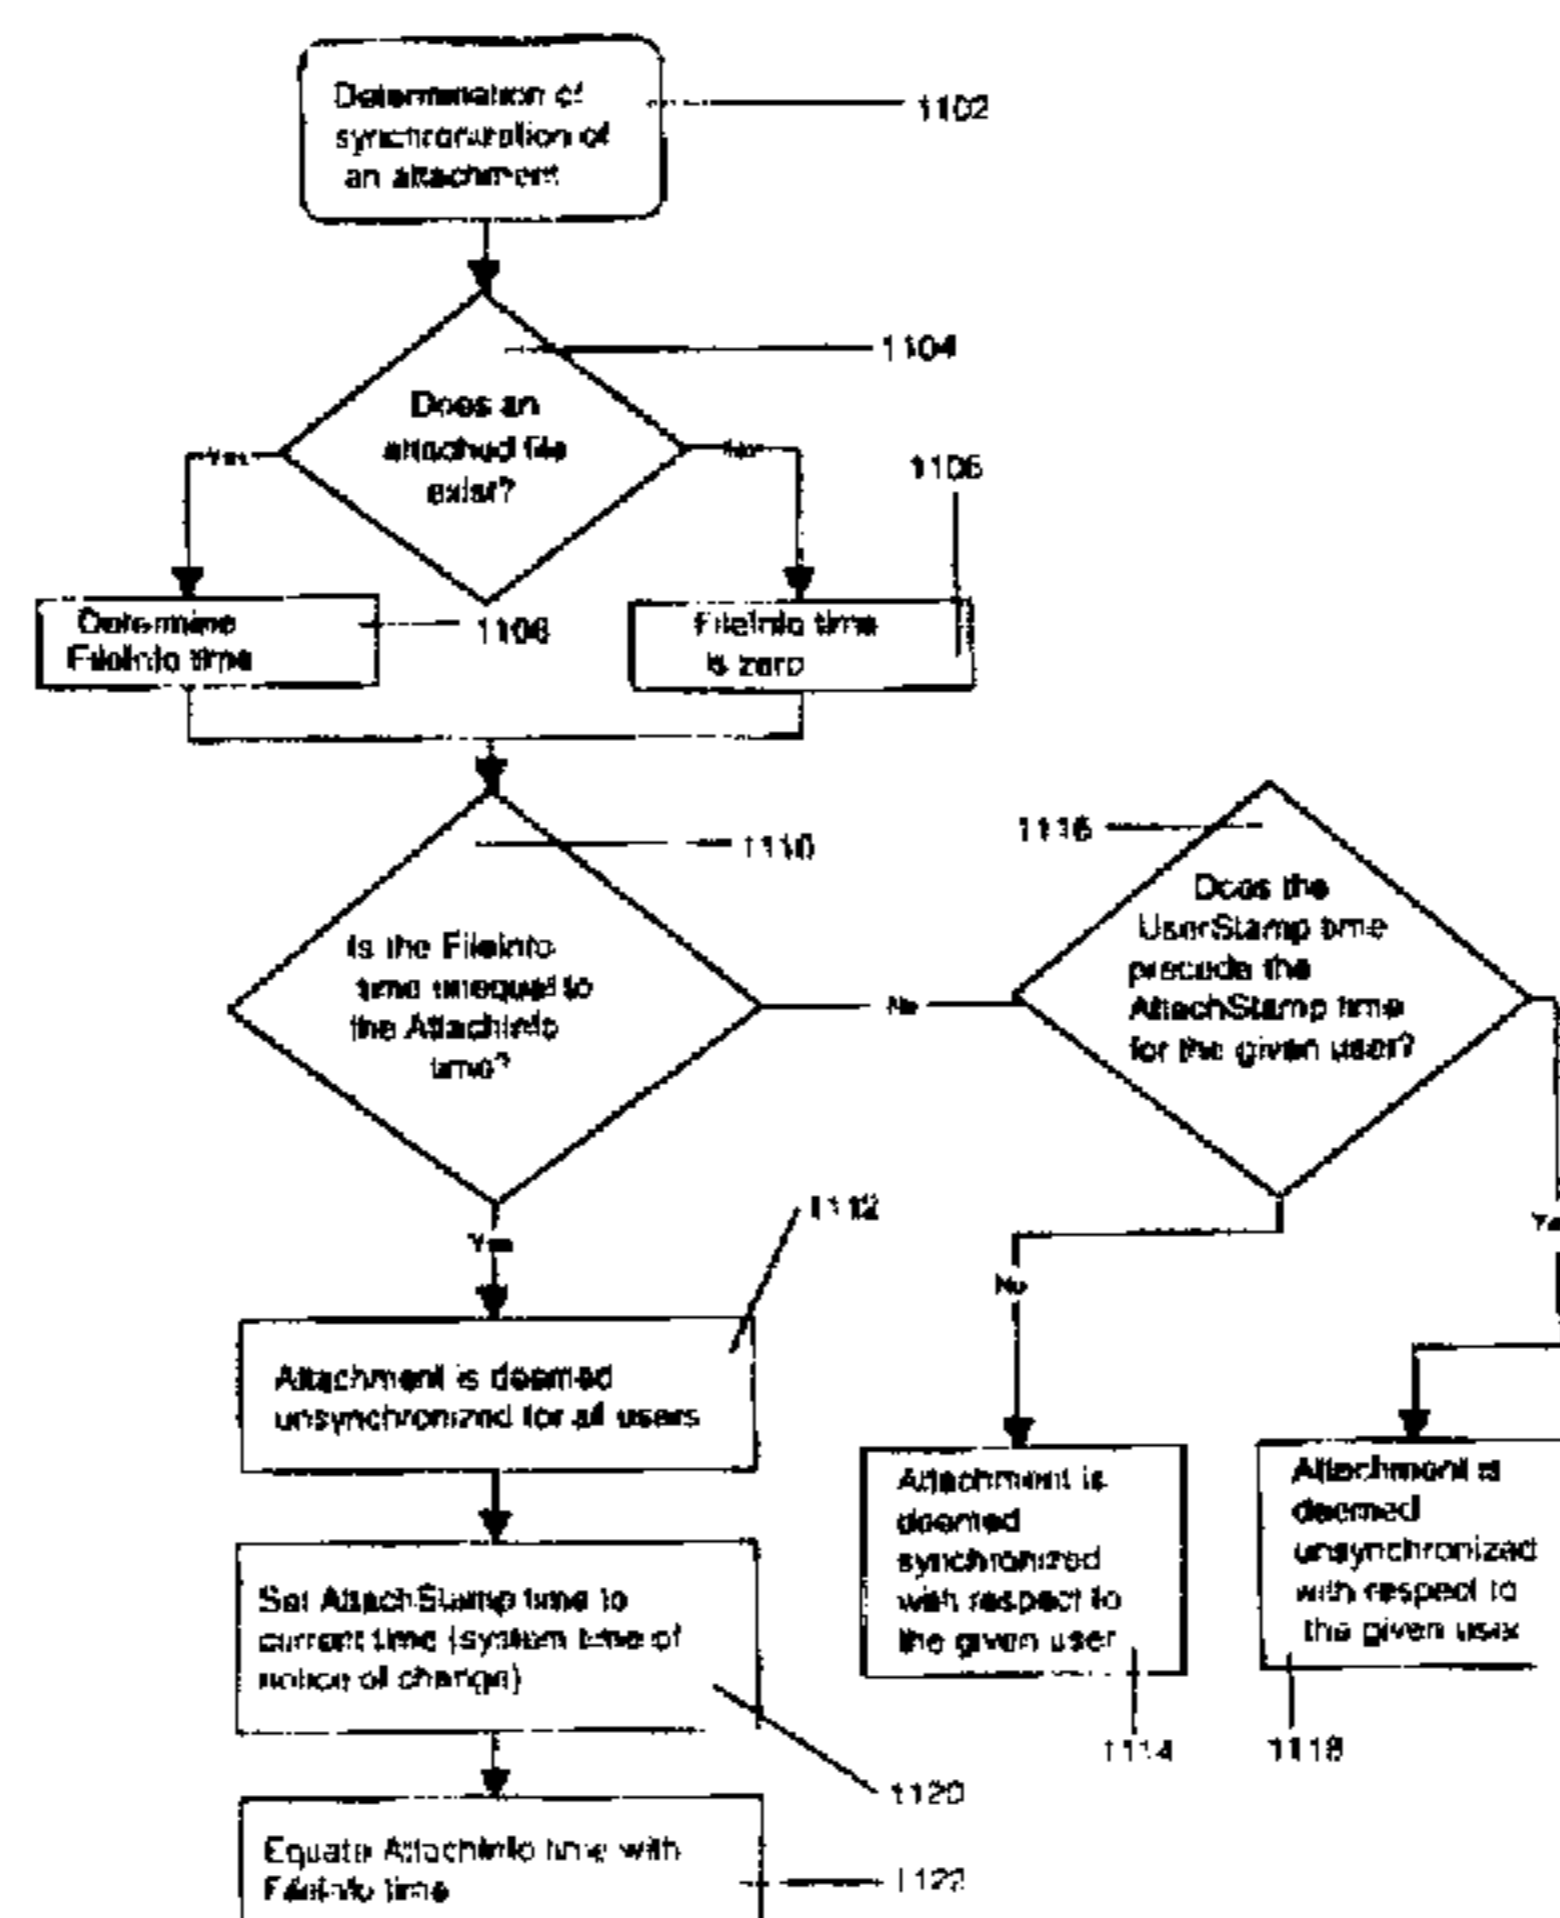 Determination of
synchronization of
an attachment
1102
1104
Does an
attached file
exist?
Yes
No
1106
Determine
FileInfo time
1108
FileInfo time
is zero
1110
Is the FileInfo
time unequal to
the AttachInfo
time?
No
1116
Does the
UserStamp time
precede the
AttachStamp time
for the given user?
Yes
1112
Ye
No
Attachment is deemed
unsynchronized for all users
Attachment is
deemed
synchronized
with respect to
the given user
Attachment is
deemed
unsynchronized
with respect to
the given user
Set AttachStamp time to
current time (system time of
notice of change)
1114
1118
1120
Equate AttachInfo time with
FileInfo time
1122